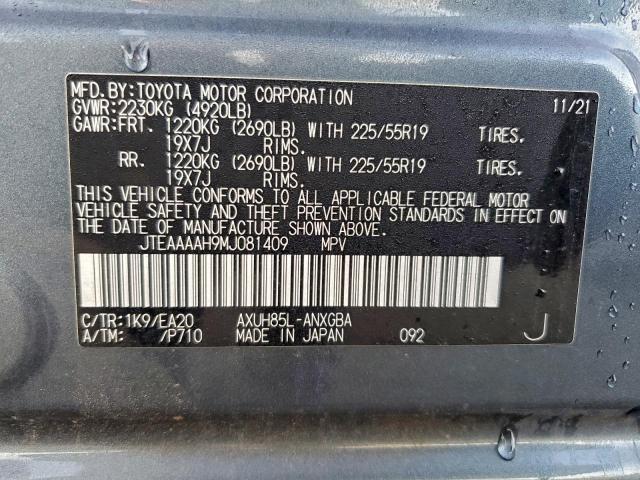 MFD.BY:TOYOTA MOTOR CORPORATION 11/21
GVWR:2230KG (4920LB)
GAWR:FRT. 1220KG (2690LB) WITH 225/55R19 TIRES.
19X7J RIMS.
RR. 1220KG (2690LB) WITH 225/55R19 TIRES.
19X7J RIMS.
THIS VEHICLE CONFORMS TO ALL APPLICABLE FEDERAL MOTOR
VEHICLE SAFETY AND THEFT PREVENTION STANDARDS IN EFFECT ON
THE DATE OF MANUFACTURE SHOWN ABOVE.
JTEAAAAH9MJ081409 MPV
C/TR:1K9/EA20 AXUH85L-ANXGBA
A/TM: /P710 MADE IN JAPAN 092 J